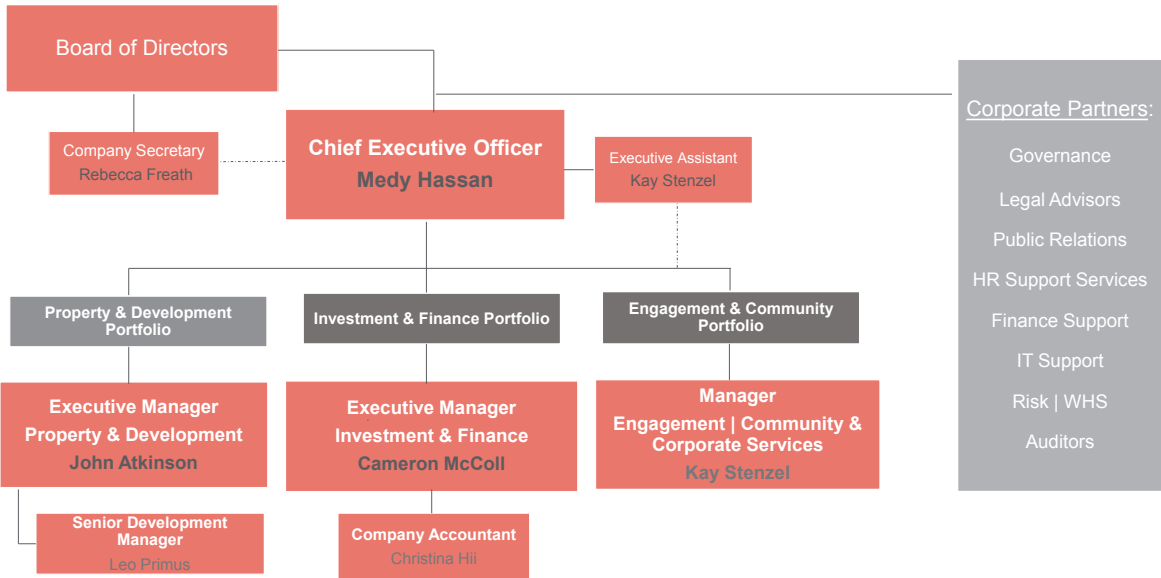 Board of Directors
Company Secretary
Rebecca Freath
Chief Executive Officer
Medy Hassan
Executive Assistant
Kay Stenzel
Corporate Partners:
Governance
Legal Advisors
Public Relations
HR Support Services
Finance Support
IT Support
Risk | WHS
Auditors
Property & Development
Portfolio
Investment & Finance Portfolio
Engagement & Community
Portfolio
Executive Manager
Property & Development
John Atkinson
Executive Manager
Investment & Finance
Cameron McColl
Manager
Engagement | Community &
Corporate Services
Kay Stenzel
Senior Development
Manager
Leo Primus
Company Accountant
Christina Hii